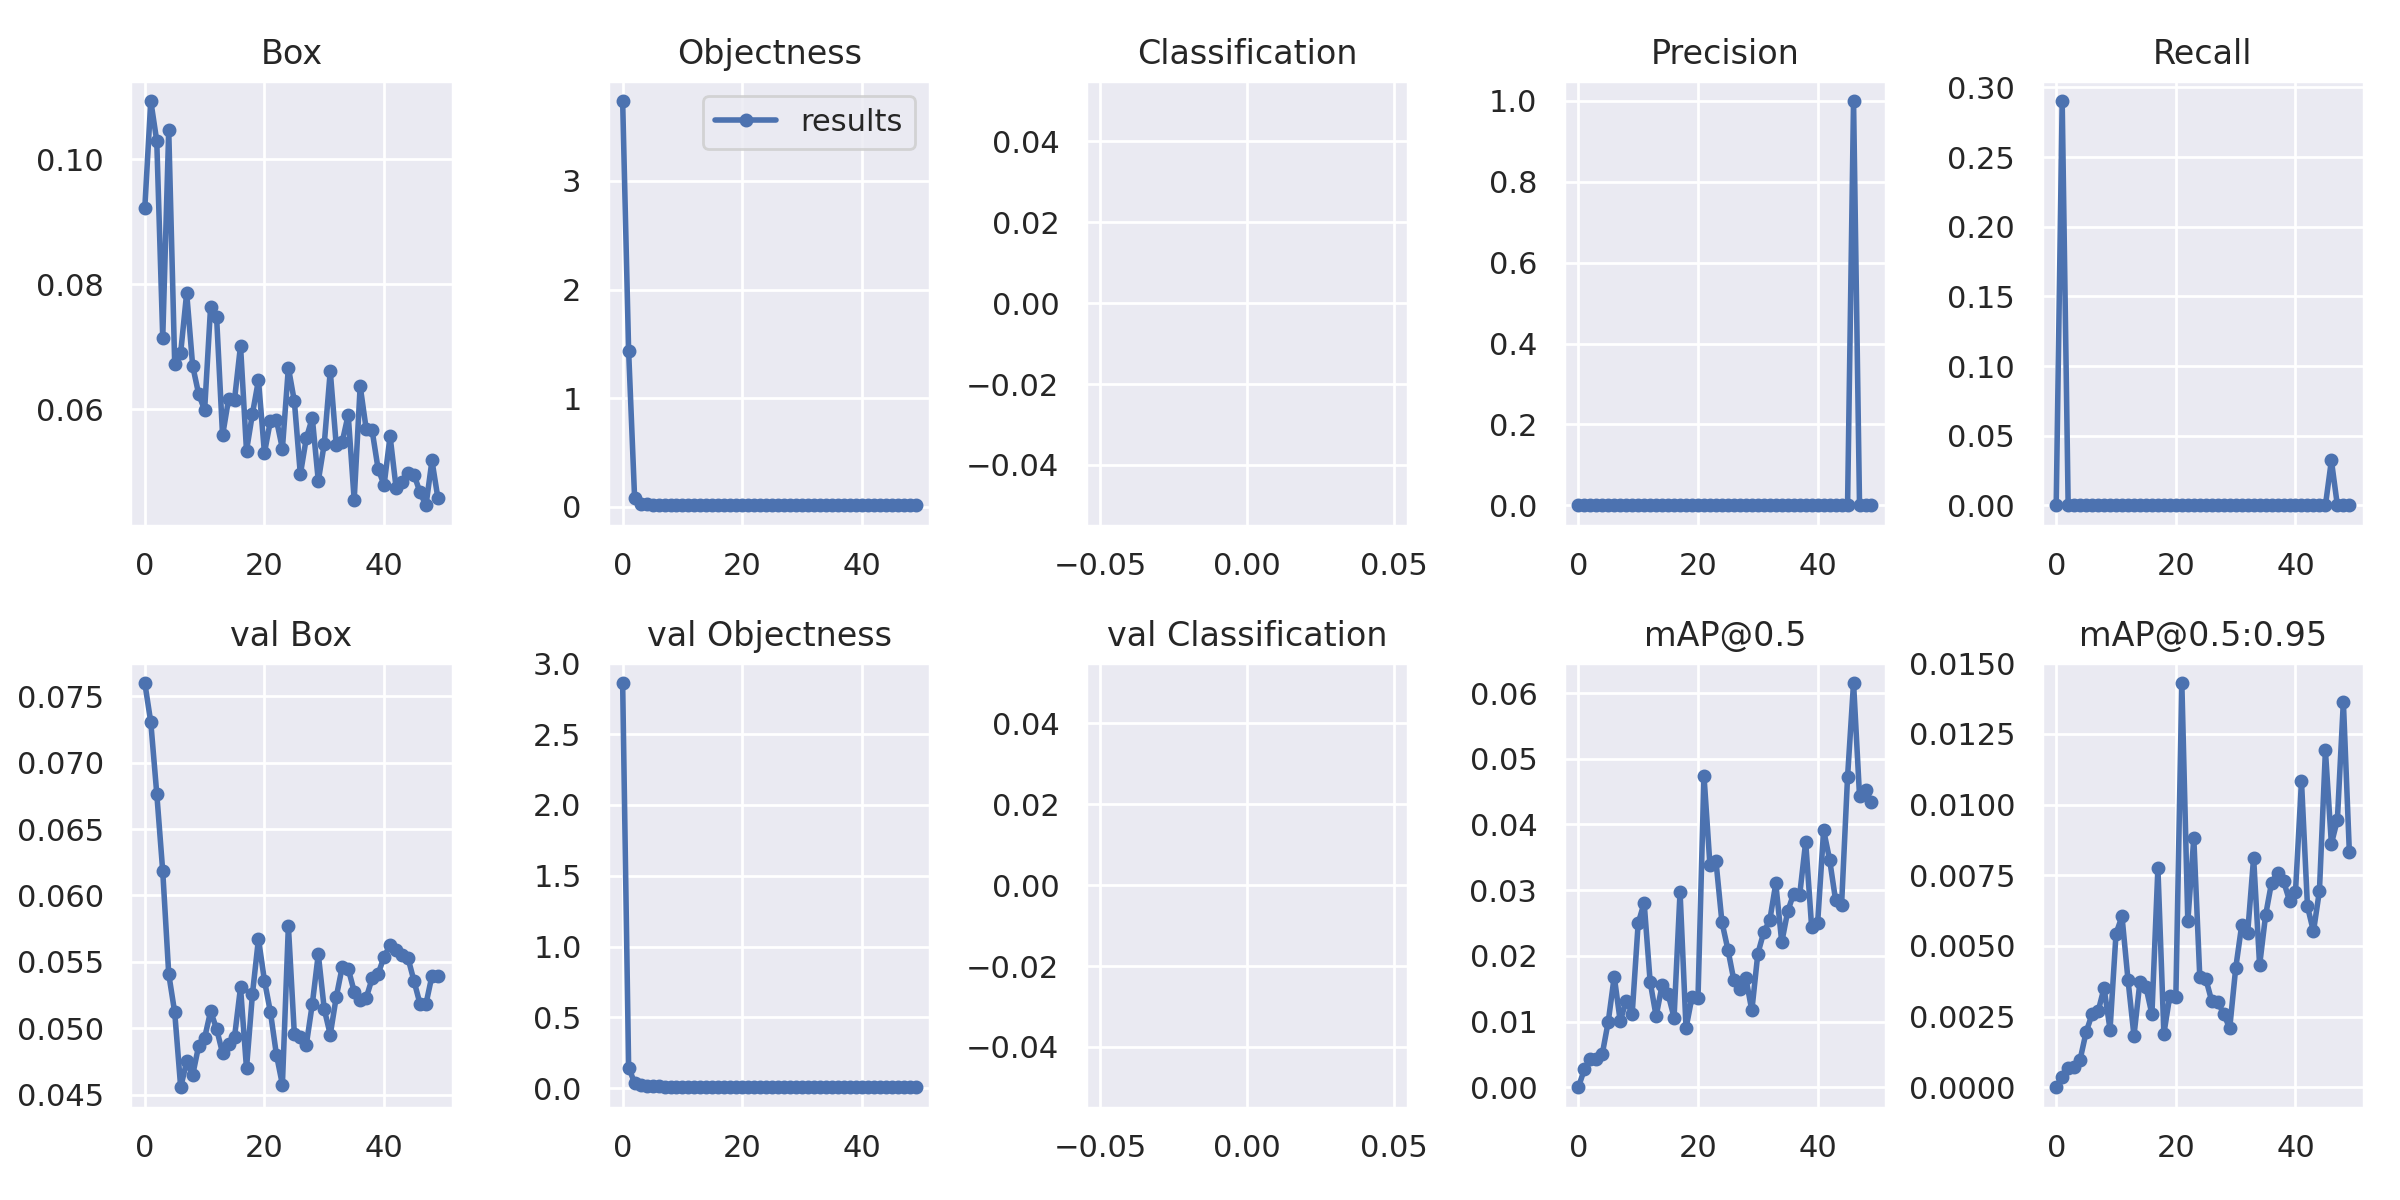 Box
0.10
0.08
0.06
0 20 40
Objectness
results
3
2
1
0
0 20 40
Classification
0.04
0.02
0.00
−0.02
−0.04
−0.05 0.00 0.05
Precision
1.0
0.8
0.6
0.4
0.2
0.0
0 20 40
Recall
0.30
0.25
0.20
0.15
0.10
0.05
0.00
0 20 40
val Box
0.075
0.070
0.065
0.060
0.055
0.050
0.045
0 20 40
val Objectness
3.0
2.5
2.0
1.5
1.0
0.5
0.0
0 20 40
val Classification
0.04
0.02
0.00
−0.02
−0.04
−0.05 0.00 0.05
mAP@0.5
0.06
0.05
0.04
0.03
0.02
0.01
0.00
0 20 40
mAP@0.5:0.95
0.0150
0.0125
0.0100
0.0075
0.0050
0.0025
0.0000
0 20 40